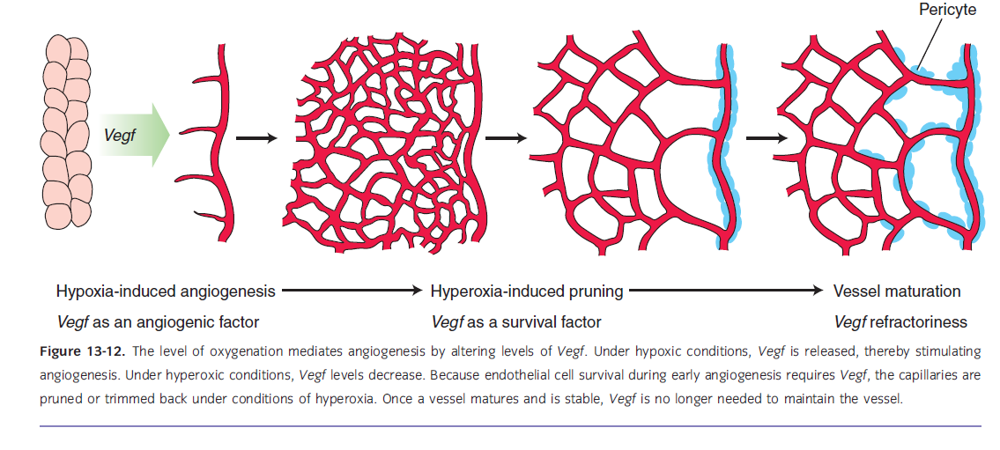 Pericyte
Vegf
Hypoxia-induced angiogenesis
Hyperoxia-induced pruning
Vessel maturation
Vegf as an angiogenic factor
Vegf as a survival factor
Vegf refractoriness
Figure 13-12. The level of oxygenation mediates angiogenesis by altering levels of Vegf. Under hypoxic conditions, Vegf is released, thereby stimulating
angiogenesis. Under hyperoxic conditions, Vegf levels decrease. Because endothelial cell survival during early angiogenesis requires Vegf, the capillaries are
pruned or trimmed back under conditions of hyperoxia. Once a vessel matures and is stable, Vegf is no longer needed to maintain the vessel.